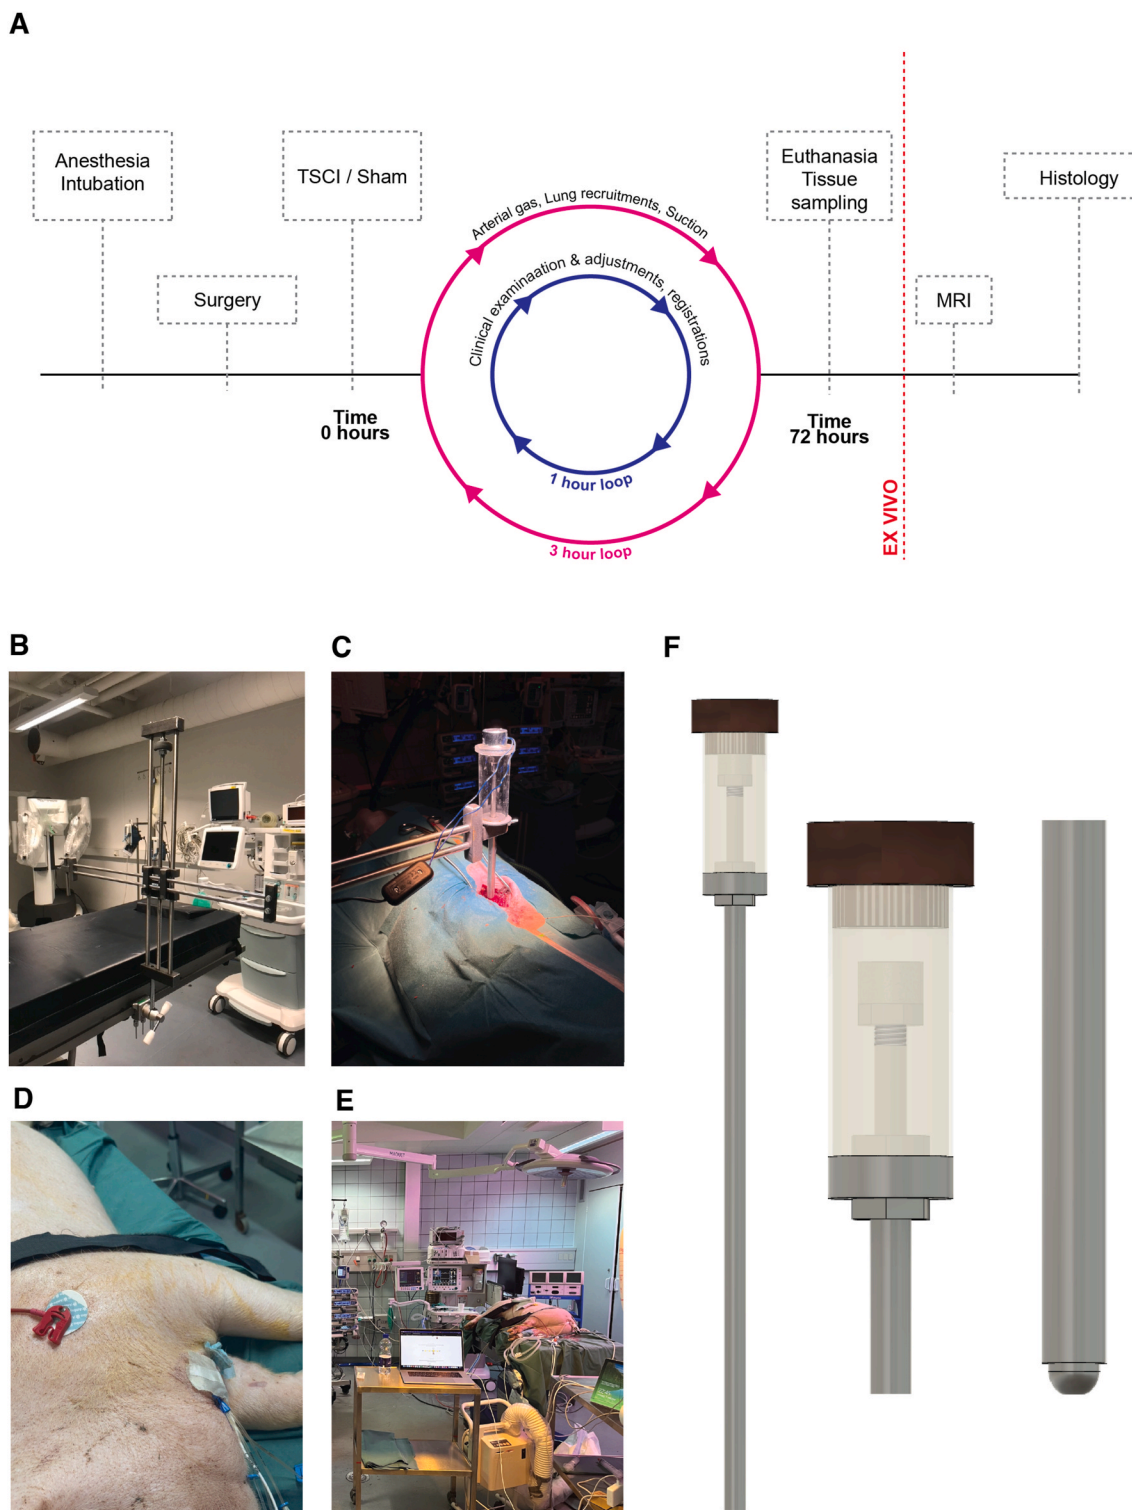 A
Anesthesia
Intubation
TSCI / Sham
Surgery
Arterial gas, Lung recruitments, Suction
Clinical examinaation & adjustments, registrations
1 hour loop
3 hour loop
Time
0 hours
Euthanasia
Tissue
sampling
Time
72 hours
EX VIVO
MRI
Histology
B
C
F
D
E